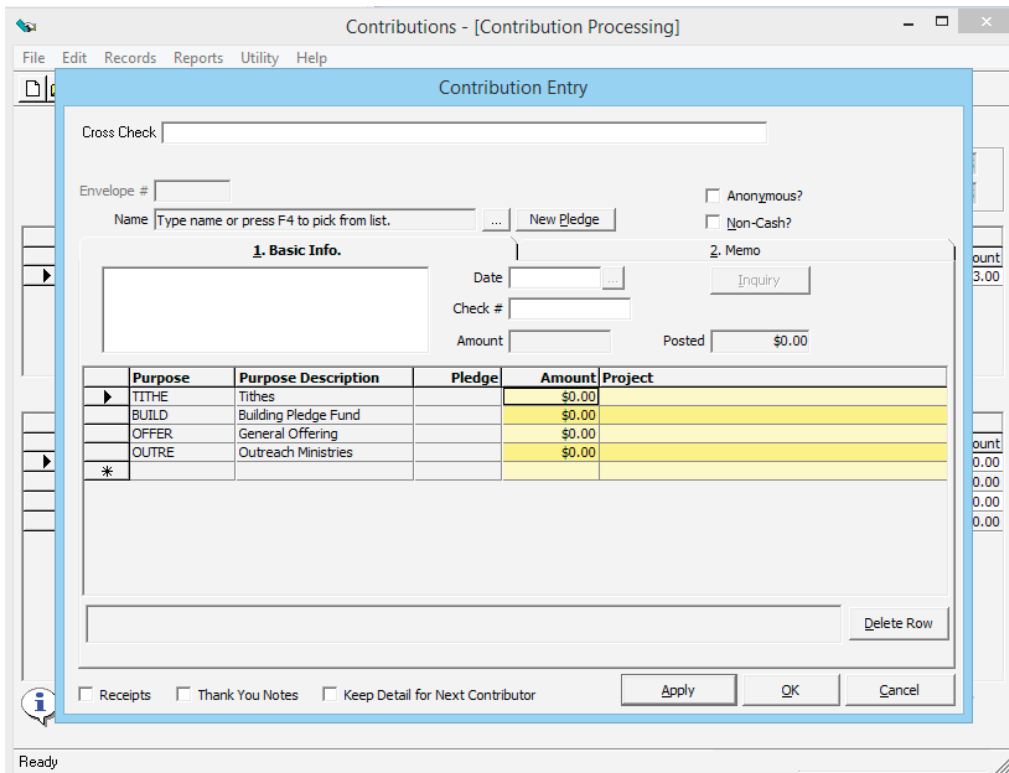 Contributions - [Contribution Processing]
File Edit Records Reports Utility Help
Contribution Entry
Cross Check
Envelope #
Anonymous?
Name Type name or press F4 to pick from list. ... New Pledge
Non-Cash?
1. Basic Info. 2. Memo
Date ... Inquiry
Check #
Amount Posted $0.00
Purpose Purpose Description Pledge Amount Project
TITHE Tithes $0.00
BUILD Building Pledge Fund $0.00
OFFER General Offering $0.00
OUTRE Outreach Ministries $0.00
*
Delete Row
Receipts Thank You Notes Keep Detail for Next Contributor Apply OK Cancel
ount
3.00
ount
0.00
0.00
0.00
0.00
Ready